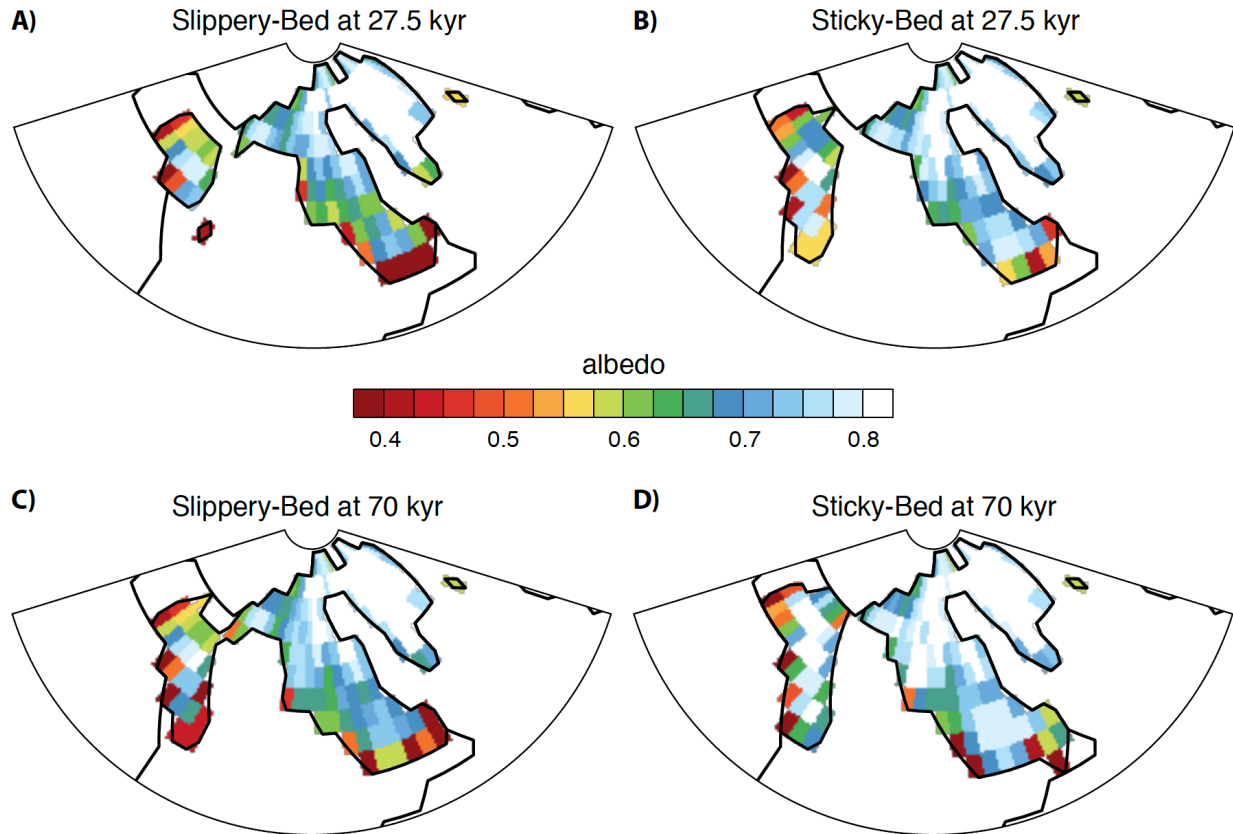 A) Slippery-Bed at 27.5 kyr
B) Sticky-Bed at 27.5 kyr
albedo
0.4 0.5 0.6 0.7 0.8
C) Slippery-Bed at 70 kyr
D) Sticky-Bed at 70 kyr